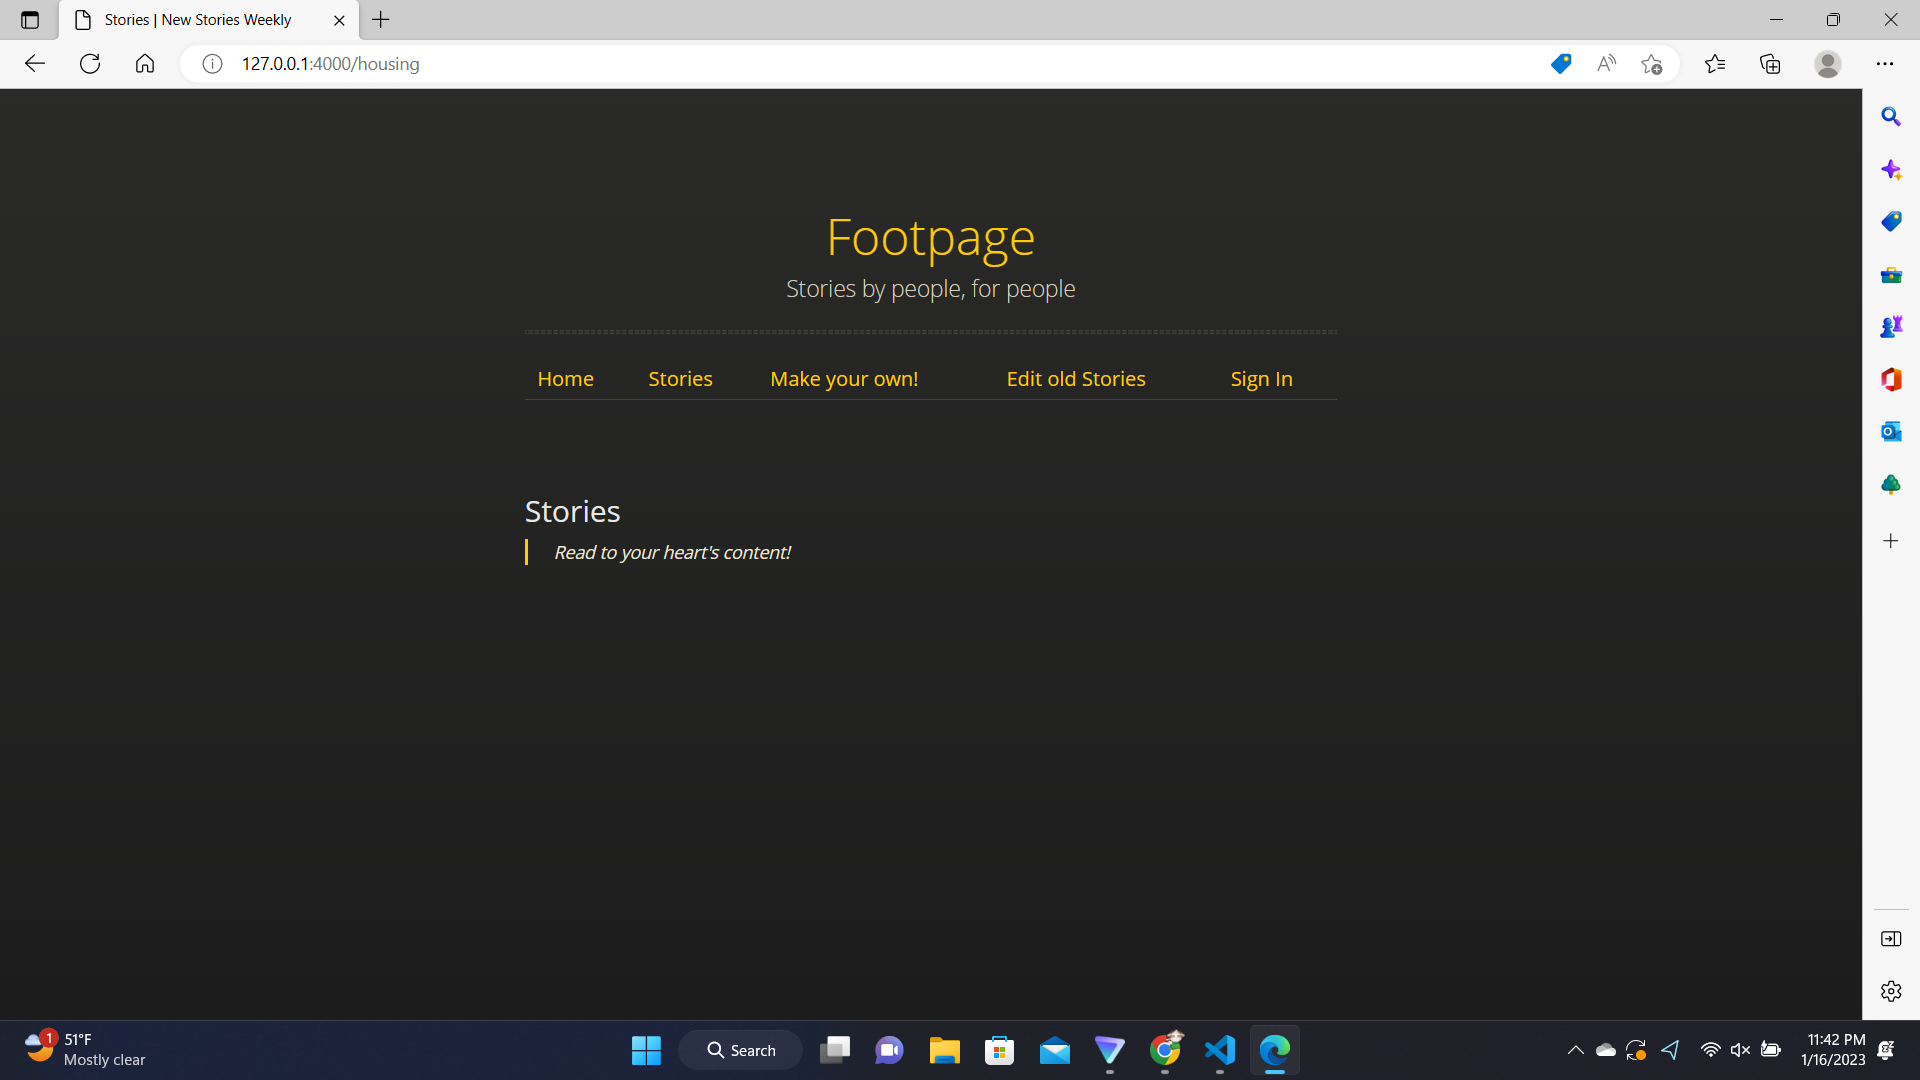 Stories | New Stories Weekly
127.0.0.1:4000/housing
Footpage
Stories by people, for people
Home Stories Make your own! Edit old Stories Sign In
Stories
Read to your heart's content!
1
51°F
Mostly clear
Search
11:42 PM
1/16/2023